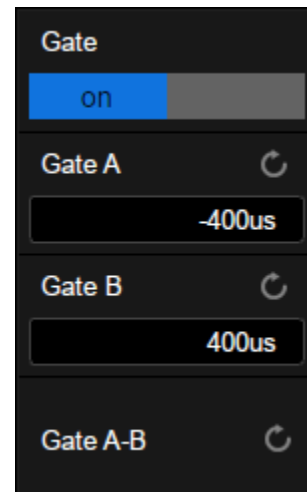 Gate
on
Gate A
-400us
Gate B
400us
Gate A-B